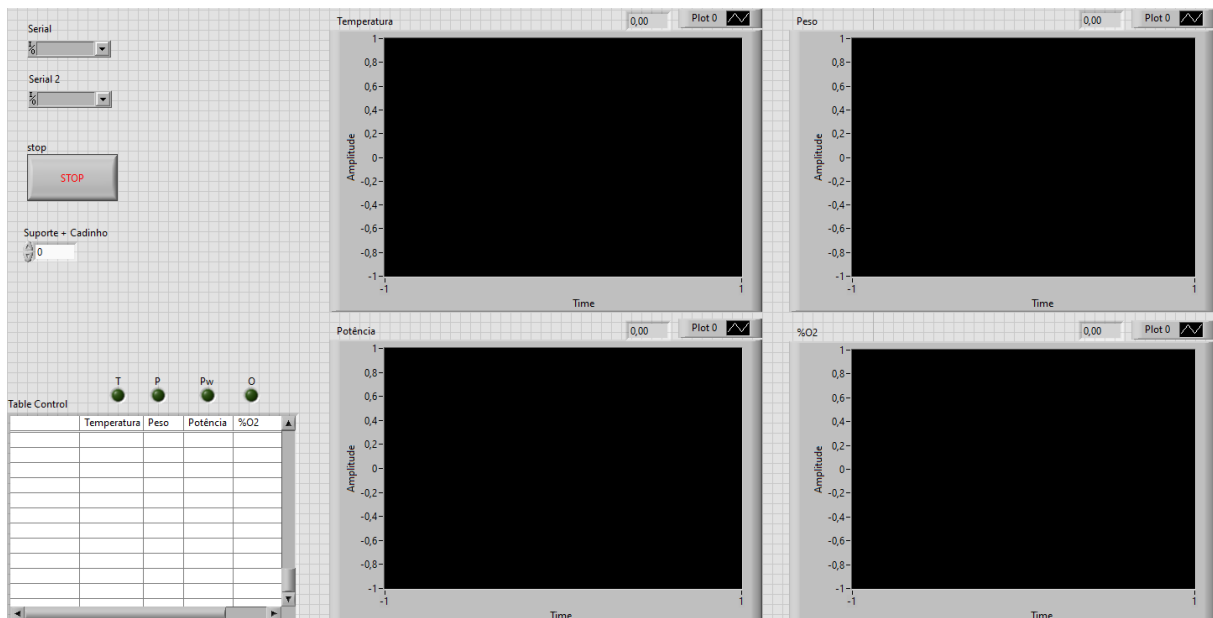 Serial
Serial 2
stop
STOP
Suporte + Cadinho
0
T P Pw O
Table Control
Temperatura Peso Potência %O2
Temperatura 0,00 Plot 0
1
0,8
0,6
0,4
0,2
0
-0,2
-0,4
-0,6
-0,8
-1
Amplitude
-1 1
Time
Peso 0,00 Plot 0
1
0,8
0,6
0,4
0,2
0
-0,2
-0,4
-0,6
-0,8
-1
Amplitude
-1 1
Time
Potência 0,00 Plot 0
1
0,8
0,6
0,4
0,2
0
-0,2
-0,4
-0,6
-0,8
-1
Amplitude
-1 1
Time
%O2 0,00 Plot 0
1
0,8
0,6
0,4
0,2
0
-0,2
-0,4
-0,6
-0,8
-1
Amplitude
-1 1
Time